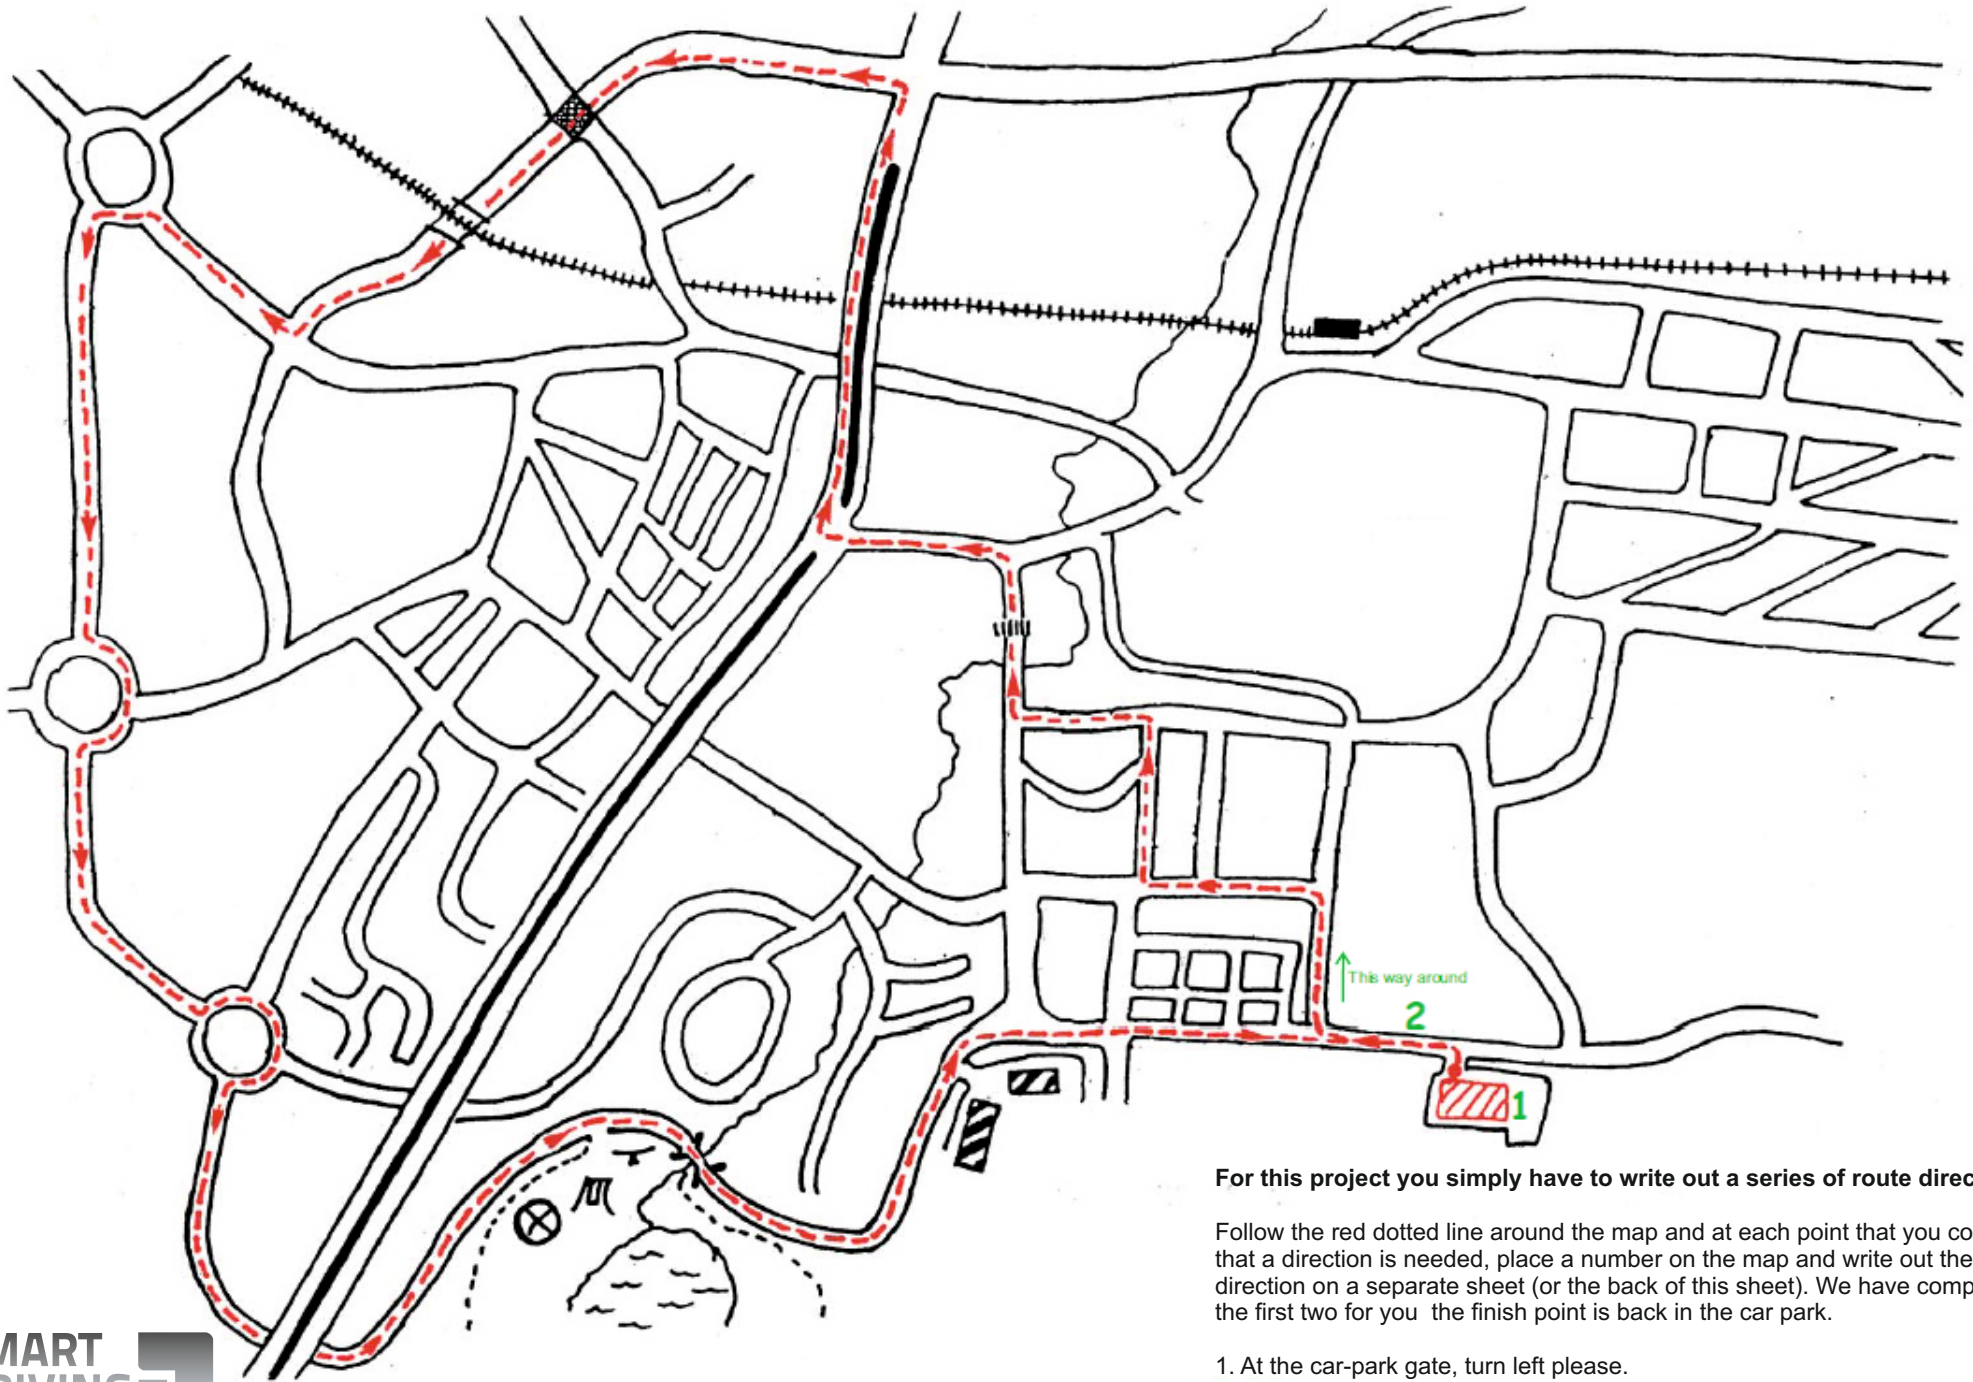 This way around
2
1
For this project you simply have to write out a series of route direc
Follow the red dotted line around the map and at each point that you co
that a direction is needed, place a number on the map and write out the
direction on a separate sheet (or the back of this sheet). We have comp
the first two for you  the finish point is back in the car park.
MART
1. At the car-park gate, turn left please.